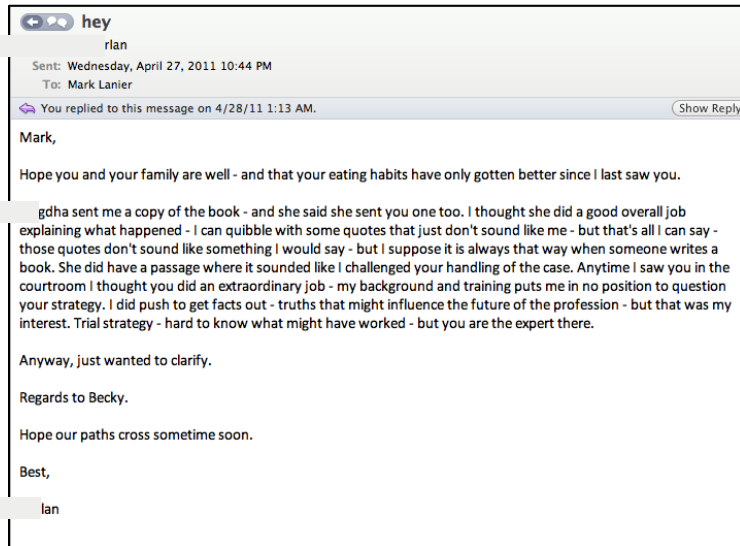 hey
rlan
Sent: Wednesday, April 27, 2011 10:44 PM
To: Mark Lanier
You replied to this message on 4/28/11 1:13 AM.
Show Reply
Mark,
Hope you and your family are well - and that your eating habits have only gotten better since I last saw you.
gdha sent me a copy of the book - and she said she sent you one too. I thought she did a good overall job
explaining what happened - I can quibble with some quotes that just don't sound like me - but that's all I can say -
those quotes don't sound like something I would say - but I suppose it is always that way when someone writes a
book. She did have a passage where it sounded like I challenged your handling of the case. Anytime I saw you in the
courtroom I thought you did an extraordinary job - my background and training puts me in no position to question
your strategy. I did push to get facts out - truths that might influence the future of the profession - but that was my
interest. Trial strategy - hard to know what might have worked - but you are the expert there.
Anyway, just wanted to clarify.
Regards to Becky.
Hope our paths cross sometime soon.
Best,
lan